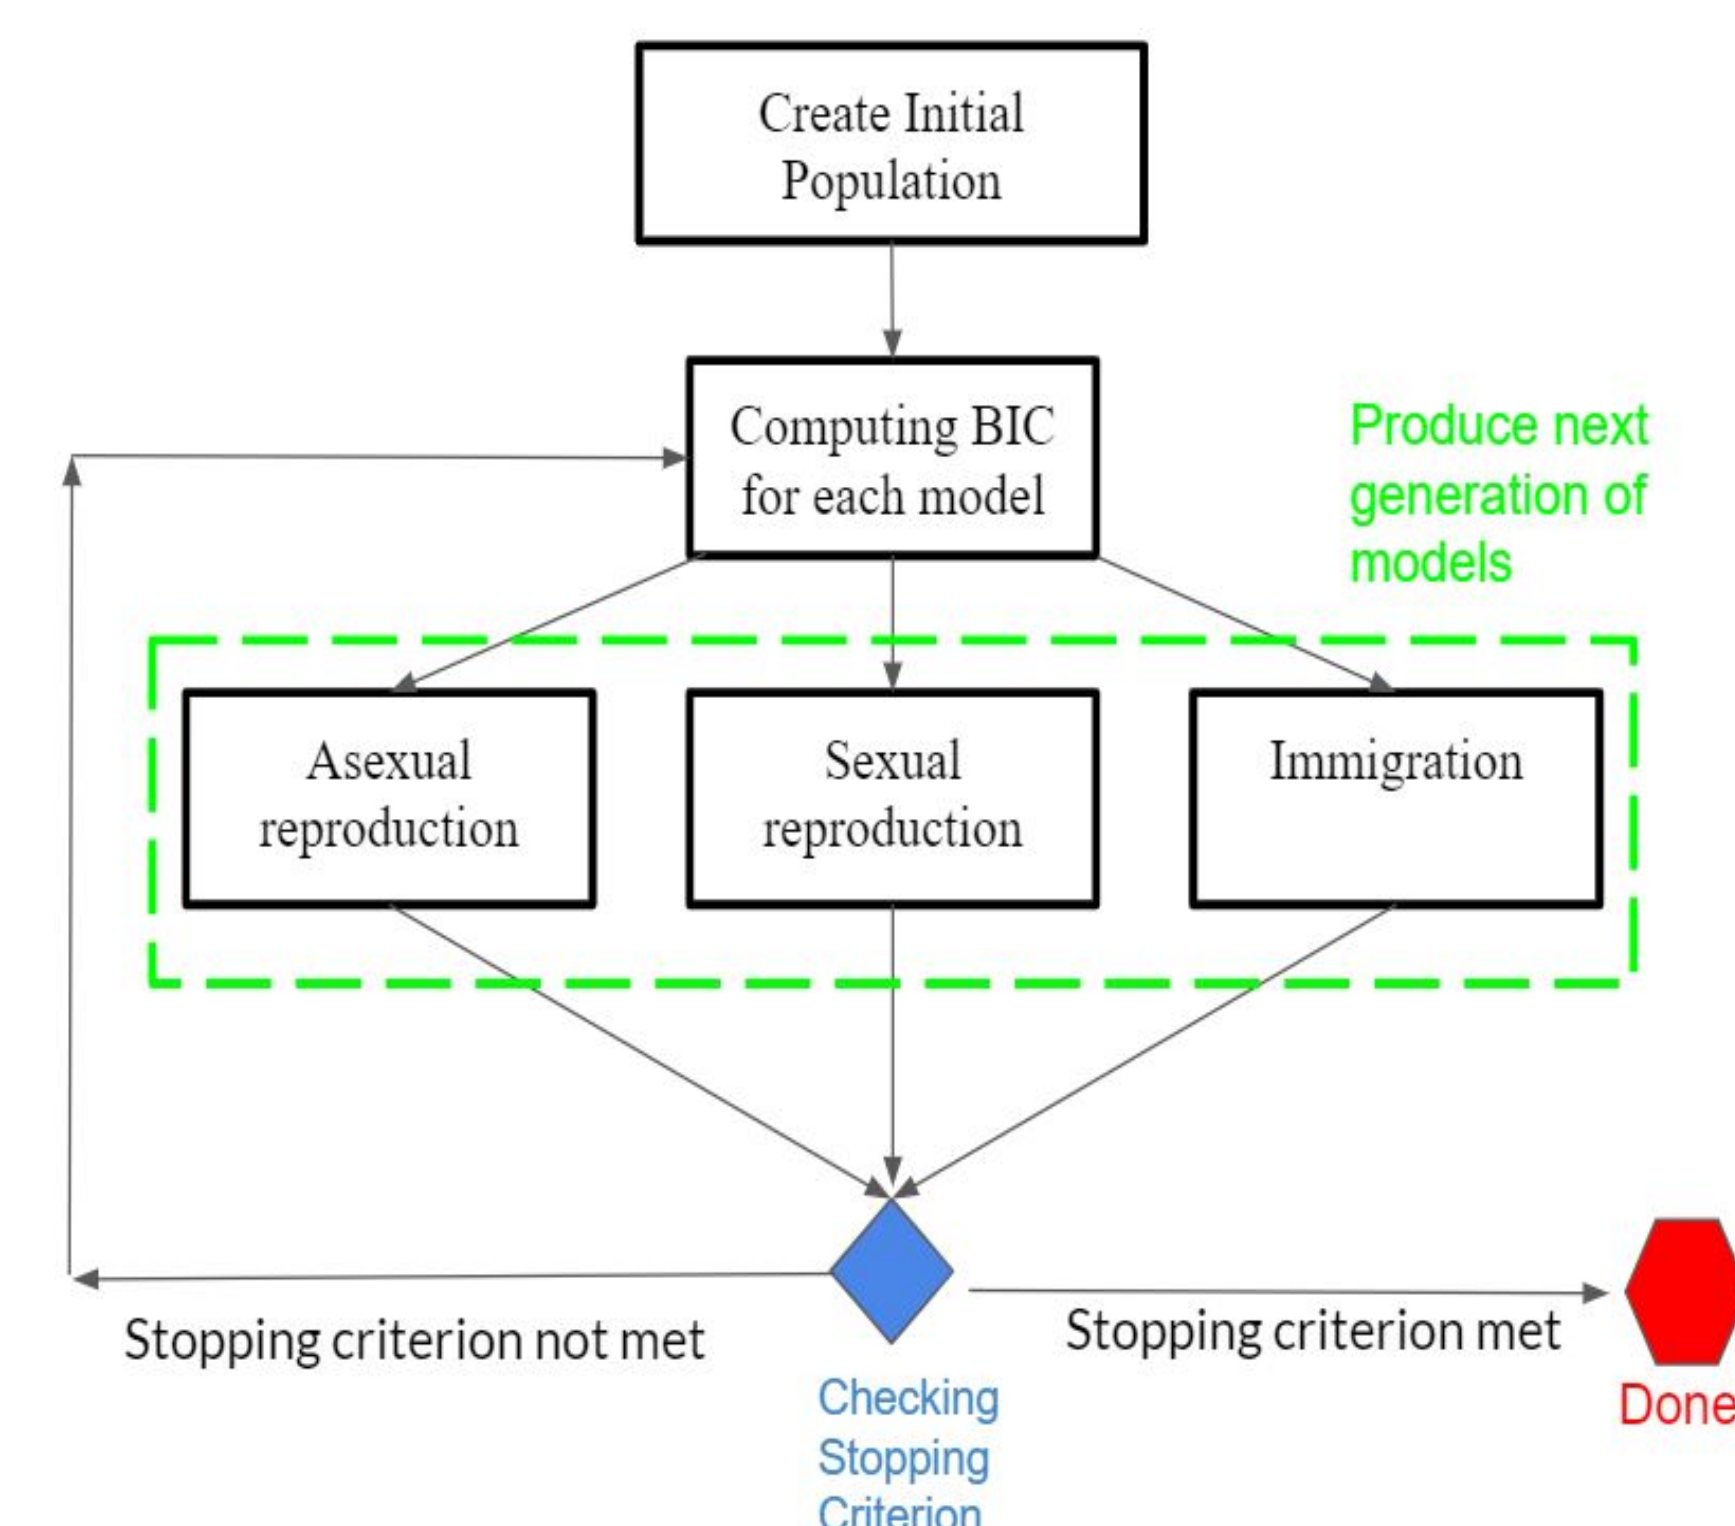 Create Initial
Population
Computing BIC
for each model
Produce next
generation of
models
Asexual
reproduction
Sexual
reproduction
Immigration
Stopping criterion not met
Stopping criterion met
Done
Checking
Stopping
Criterion